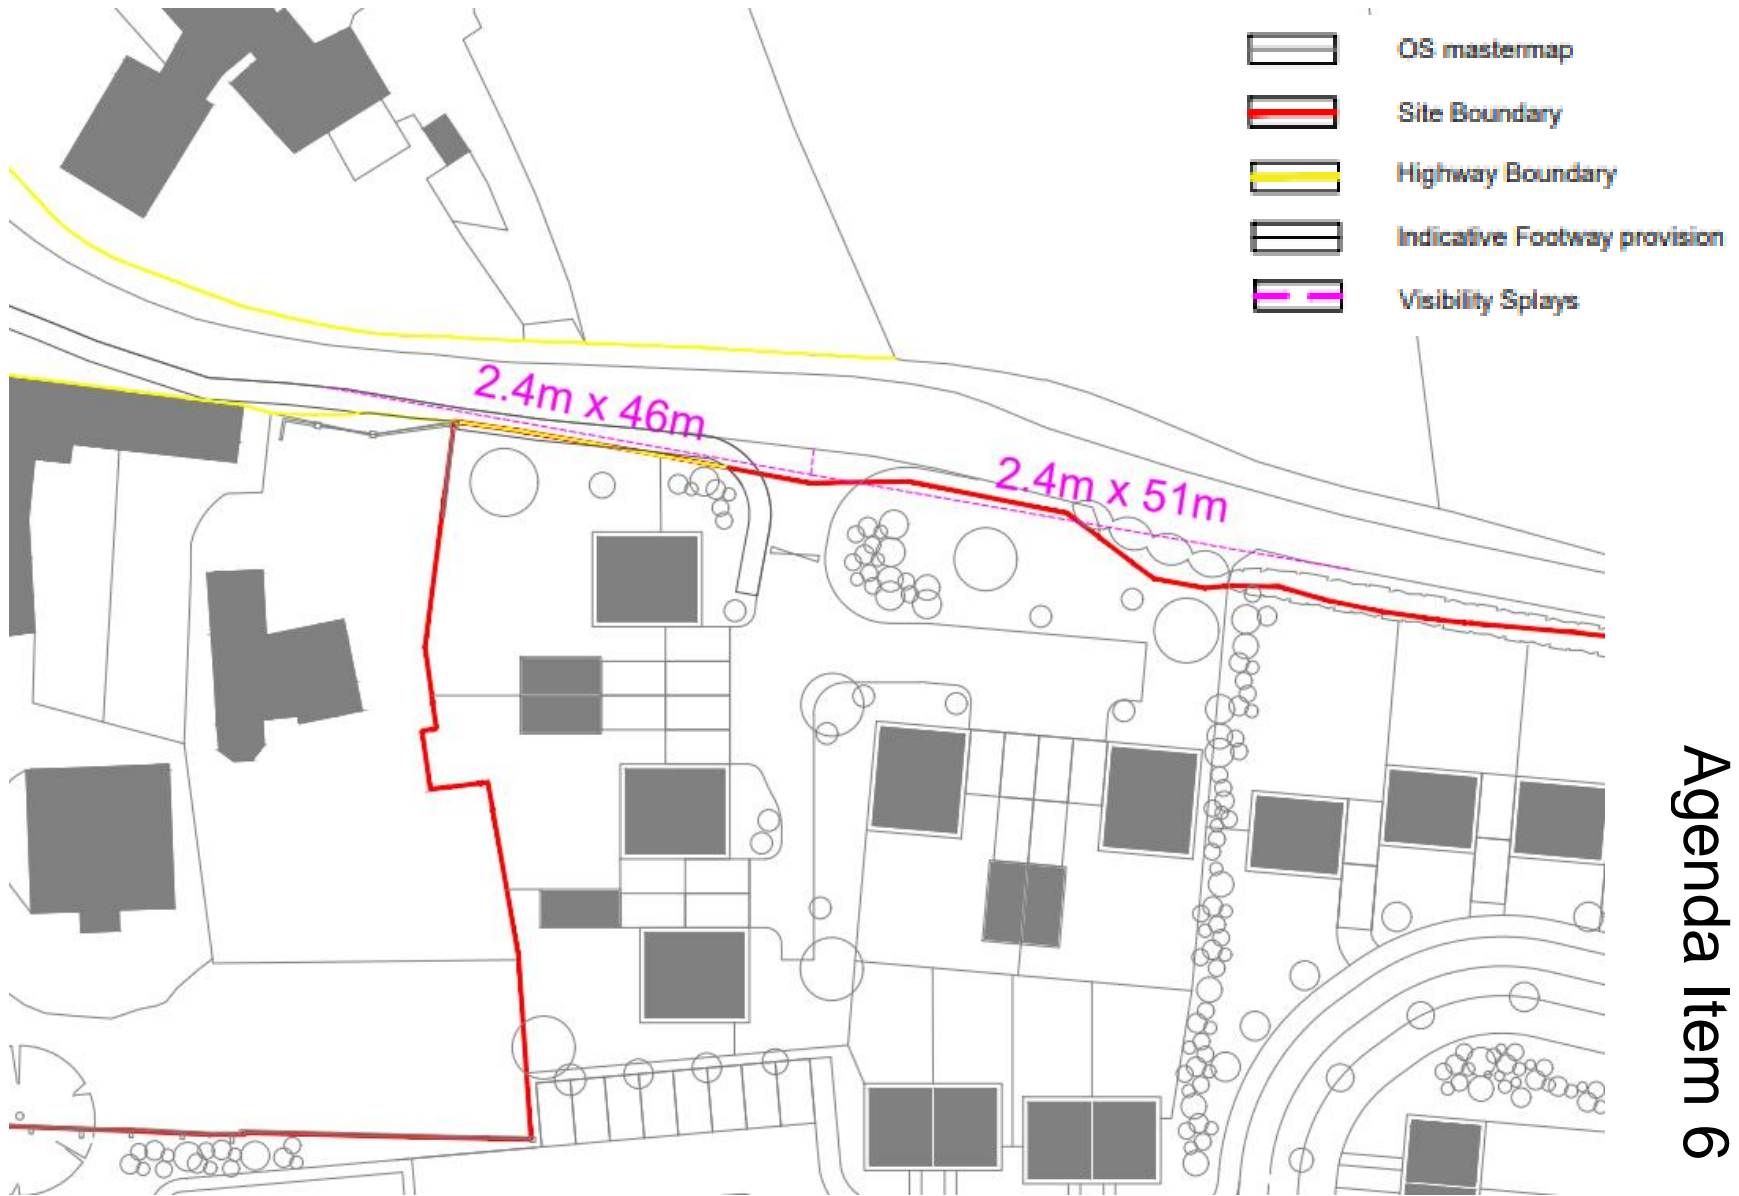 OS mastermap
Site Boundary
Highway Boundary
Indicative Footway provision
Visibility Splays
2.4m x 46m
2.4m x 51m
Agenda Item 6